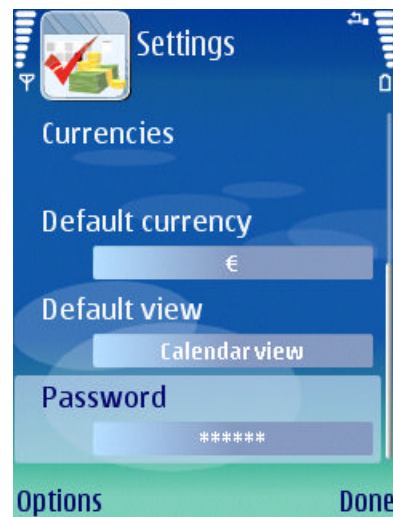 Settings
Currencies
Default currency
€
Default view
Calendar view
Password
******
Options Done